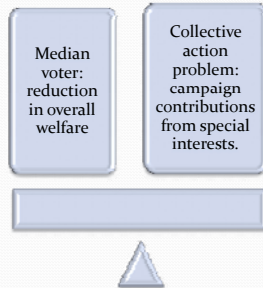 Median
voter:
reduction
in overall
welfare
Collective
action
problem:
campaign
contributions
from special
interests.